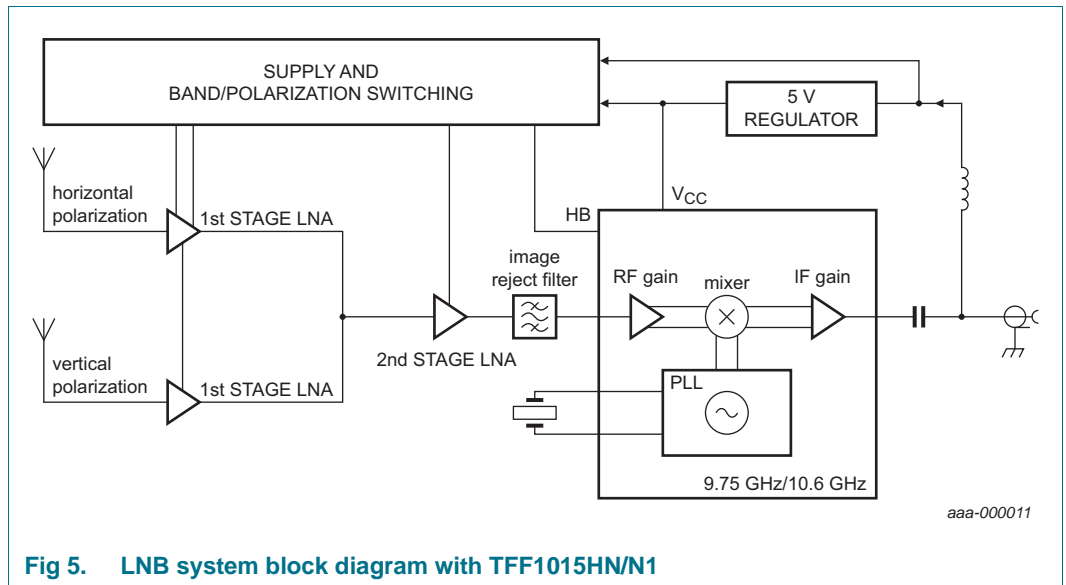 SUPPLY AND
BAND/POLARIZATION SWITCHING
5 V
REGULATOR
horizontal
polarization
1st STAGE LNA
HB
VCC
image
reject filter
RF gain
mixer
IF gain
2nd STAGE LNA
vertical
polarization
1st STAGE LNA
PLL
9.75 GHz/10.6 GHz
aaa-000011
Fig 5. LNB system block diagram with TFF1015HN/N1